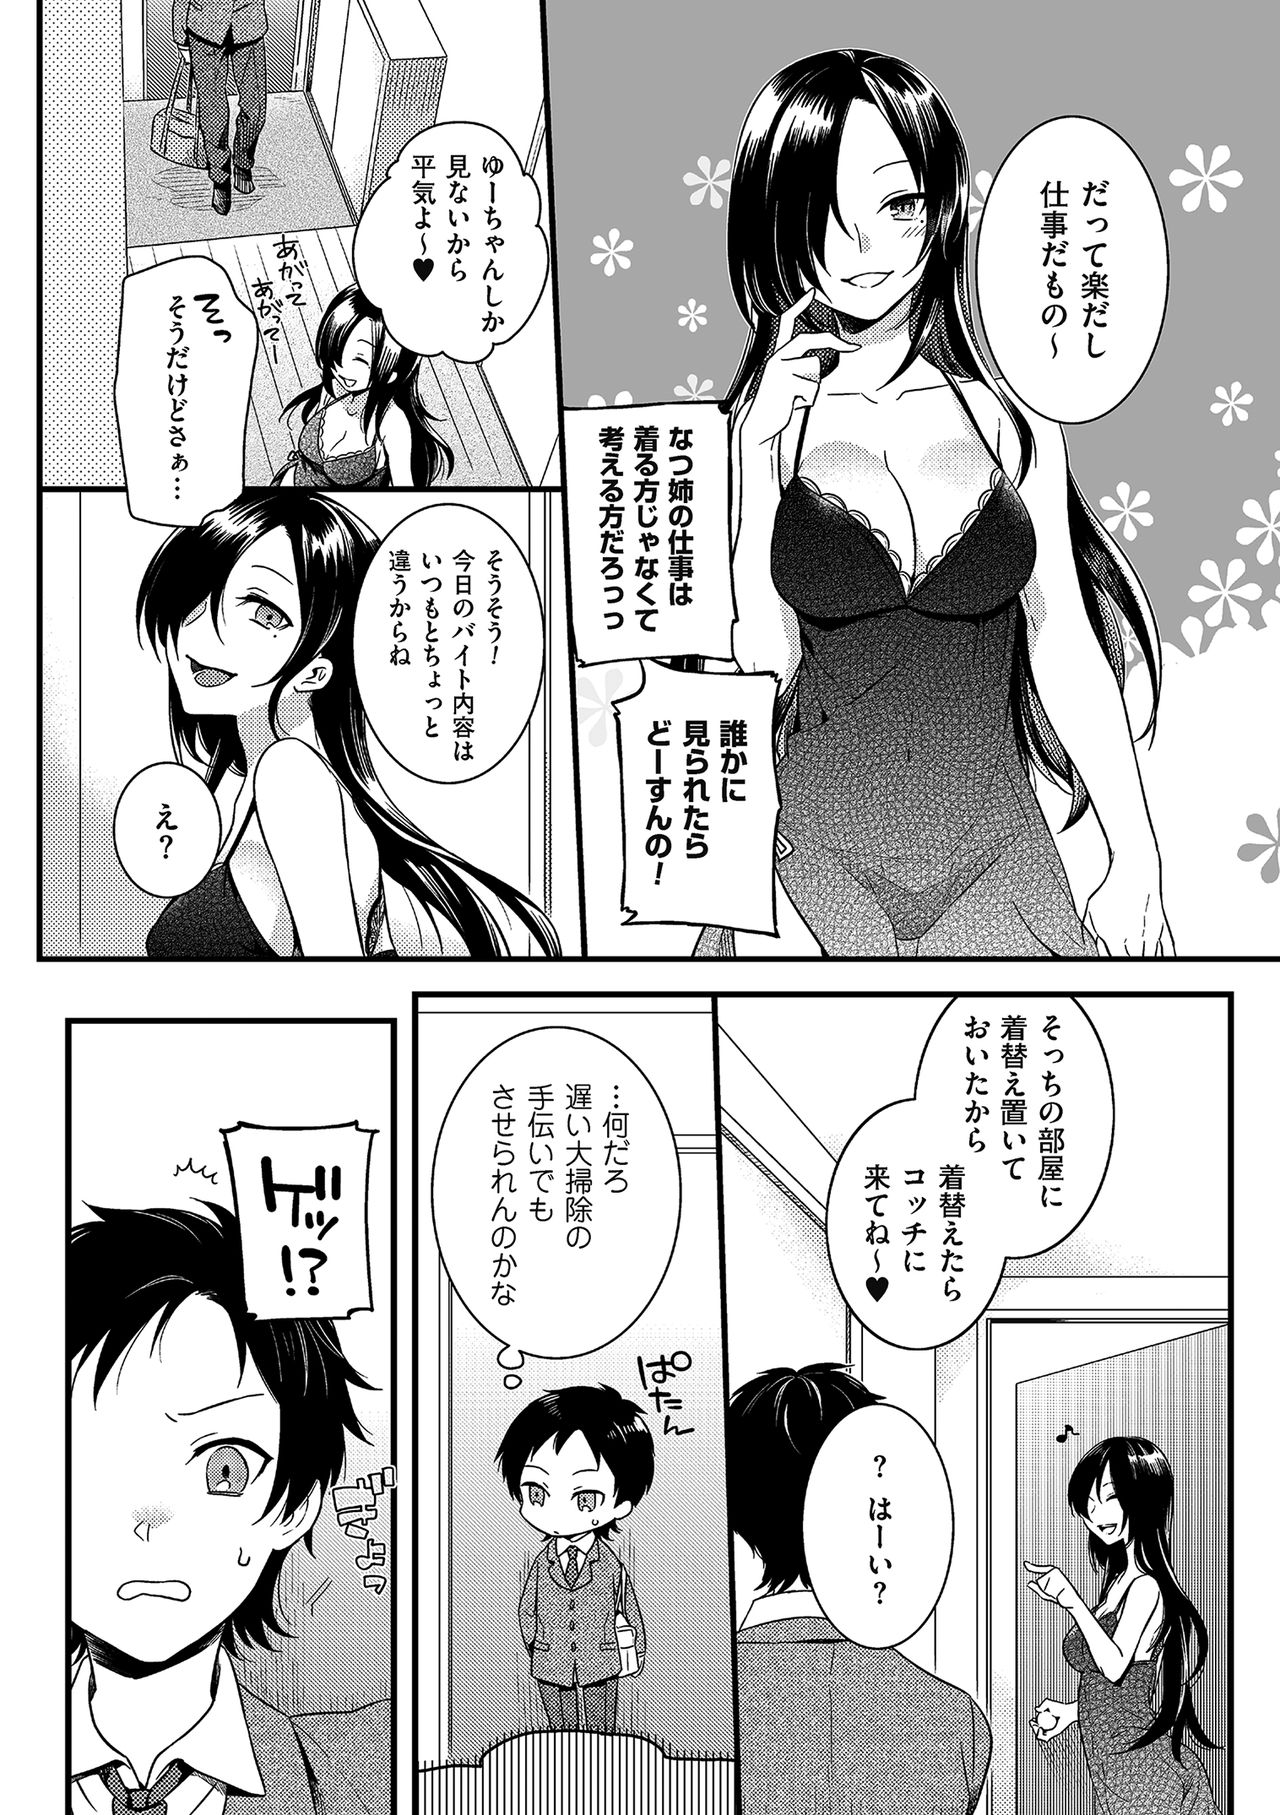 だって楽だし
仕事だもの～
なつ姉の仕事は
着る方じゃなくて
考える方だろっっ
誰かに
見られたら
どーすんの！
ゆーちゃんしか
見ないから
平気よ～♥
あがって
あがってー
そっ
そうだけどさぁ…
そうそう！
今日のバイト内容は
いつもとちょっと
違うからね
え？
そっちの部屋に
着替え置いて
おいたから
着替えたら
コッチに
来てね～♥
？はーい？
ぱたん
…何だろ
遅い大掃除の
手伝いでも
させられんのかな
ゲッ！？
ぎょっ